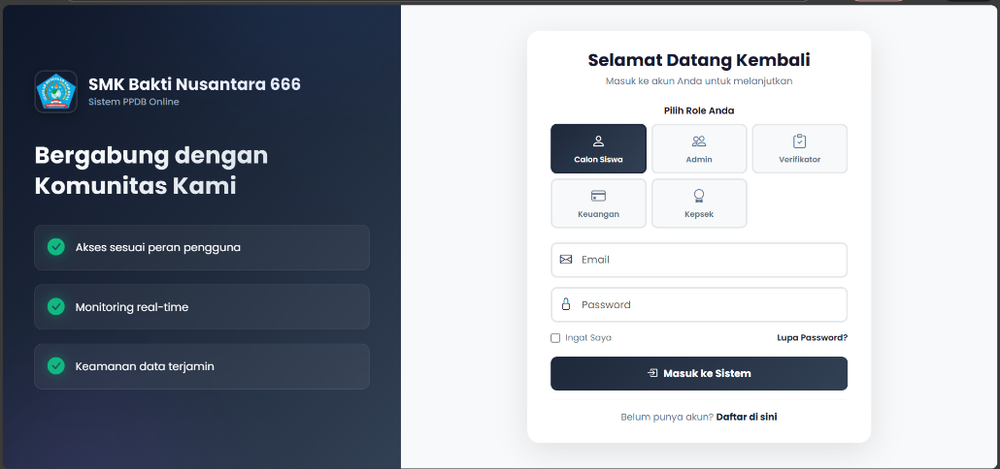 SMK Bakti Nusantara 666
Sistem PPDB Online
Bergabung dengan
Komunitas Kami
Akses sesuai peran pengguna
Monitoring real-time
Keamanan data terjamin
Selamat Datang Kembali
Masuk ke akun Anda untuk melanjutkan
Pilih Role Anda
Calon Siswa
Admin
Verifikator
Keuangan
Kepsek
Email
Password
Ingat Saya
Lupa Password?
Masuk ke Sistem
Belum punya akun? Daftar di sini